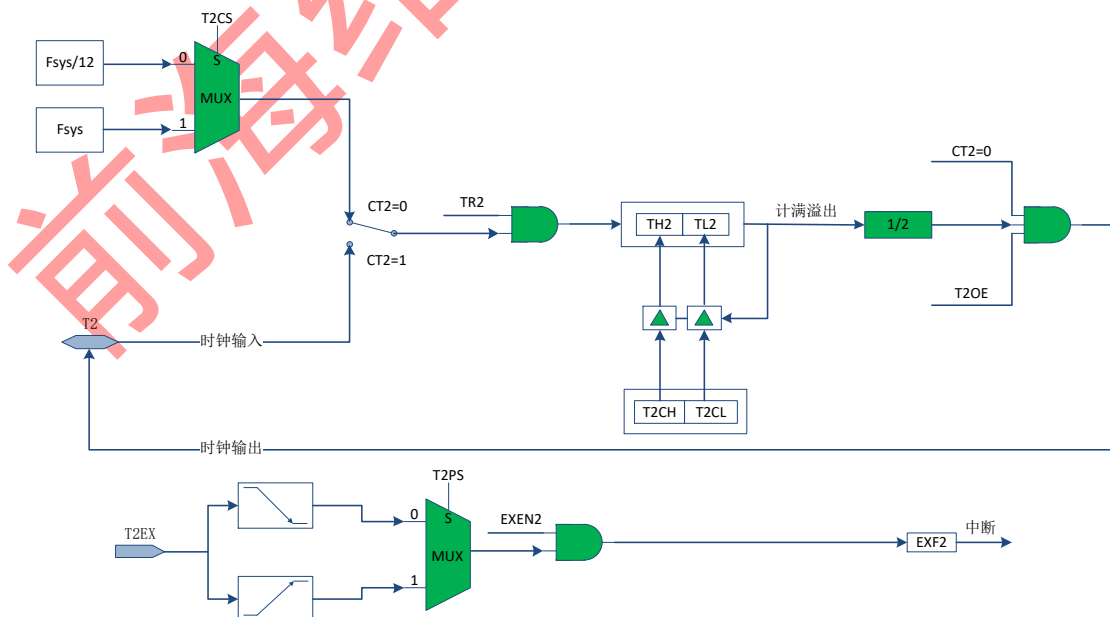 T2CS
Fsys/12
0
S
MUX
Fsys
1
CT2=0
CT2=1
TR2
TH2 TL2
计满溢出
1/2
CT2=0
T2OE
T2
时钟输入
T2CH T2CL
时钟输出
T2PS
T2EX
0
S
MUX
1
EXEN2
EXF2
中断
前海